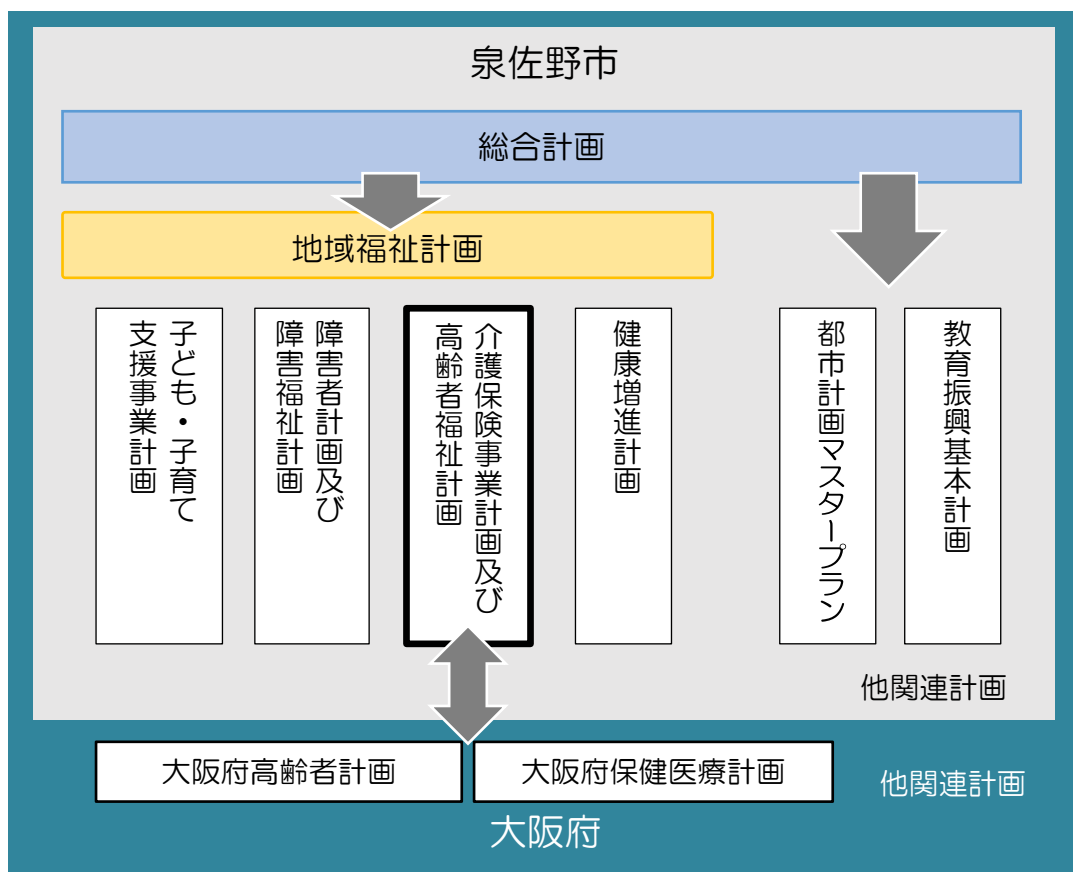 泉佐野市
総合計画
地域福祉計画
子ども・子育て
支援事業計画
障害者計画及び
障害福祉計画
介護保険事業計画及び
高齢者福祉計画
健康増進計画
都市計画マスタープラン
教育振興基本計画
他関連計画
大阪府高齢者計画
大阪府保健医療計画
他関連計画
大阪府